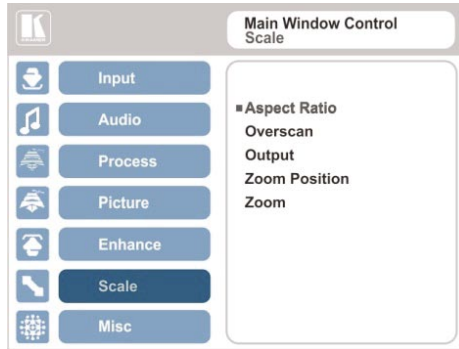 Main Window Control
Scale
Input
Audio
Process
Picture
Enhance
Scale
Misc
Aspect Ratio
Overscan
Output
Zoom Position
Zoom